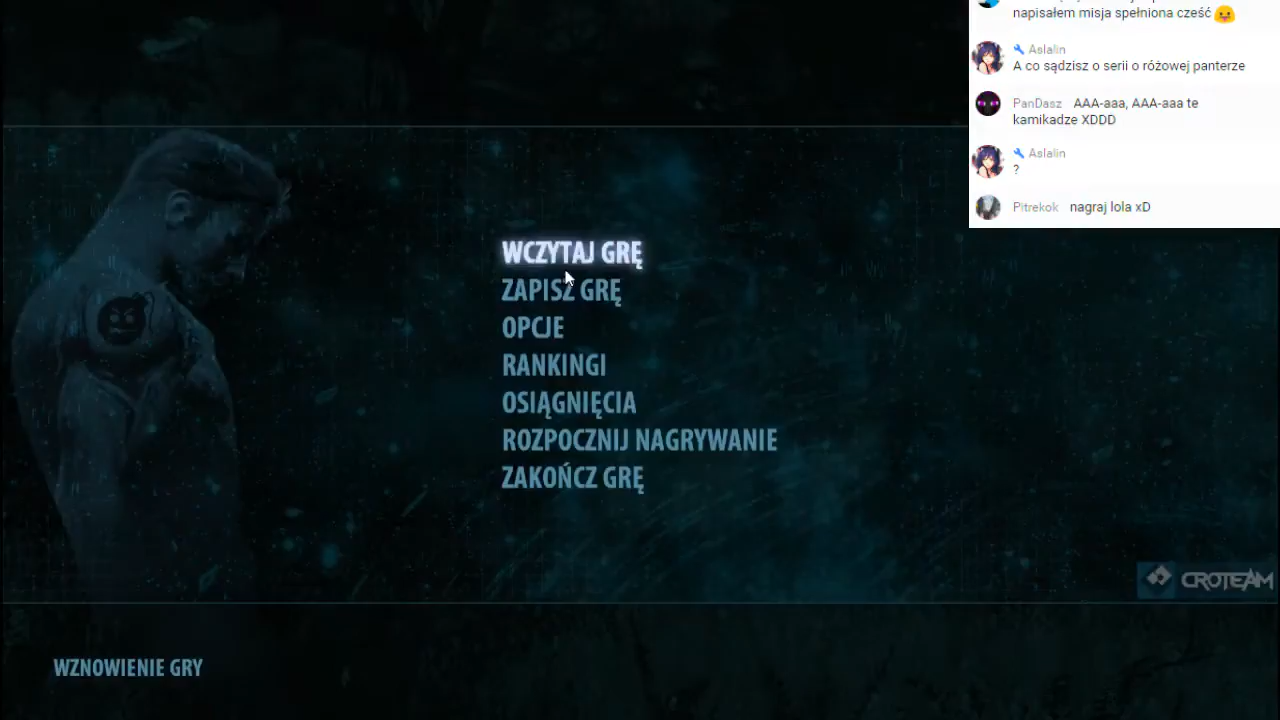 napisałem misja spełniona cześć
Aslalin
A co sądzisz o serii o różowej panterze
PanDasz AAA-aaa, AAA-aaa te
kamikadze XDDD
Aslalin
?
Pitrekok nagraj lola xD
WCZYTAJ GRĘ
ZAPISZ GRĘ
OPCJE
RANKINGI
OSIĄGNIĘCIA
ROZPOCZNIJ NAGRYWANIE
ZAKOŃCZ GRĘ
CROTEAM
WZNOWIENIE GRY